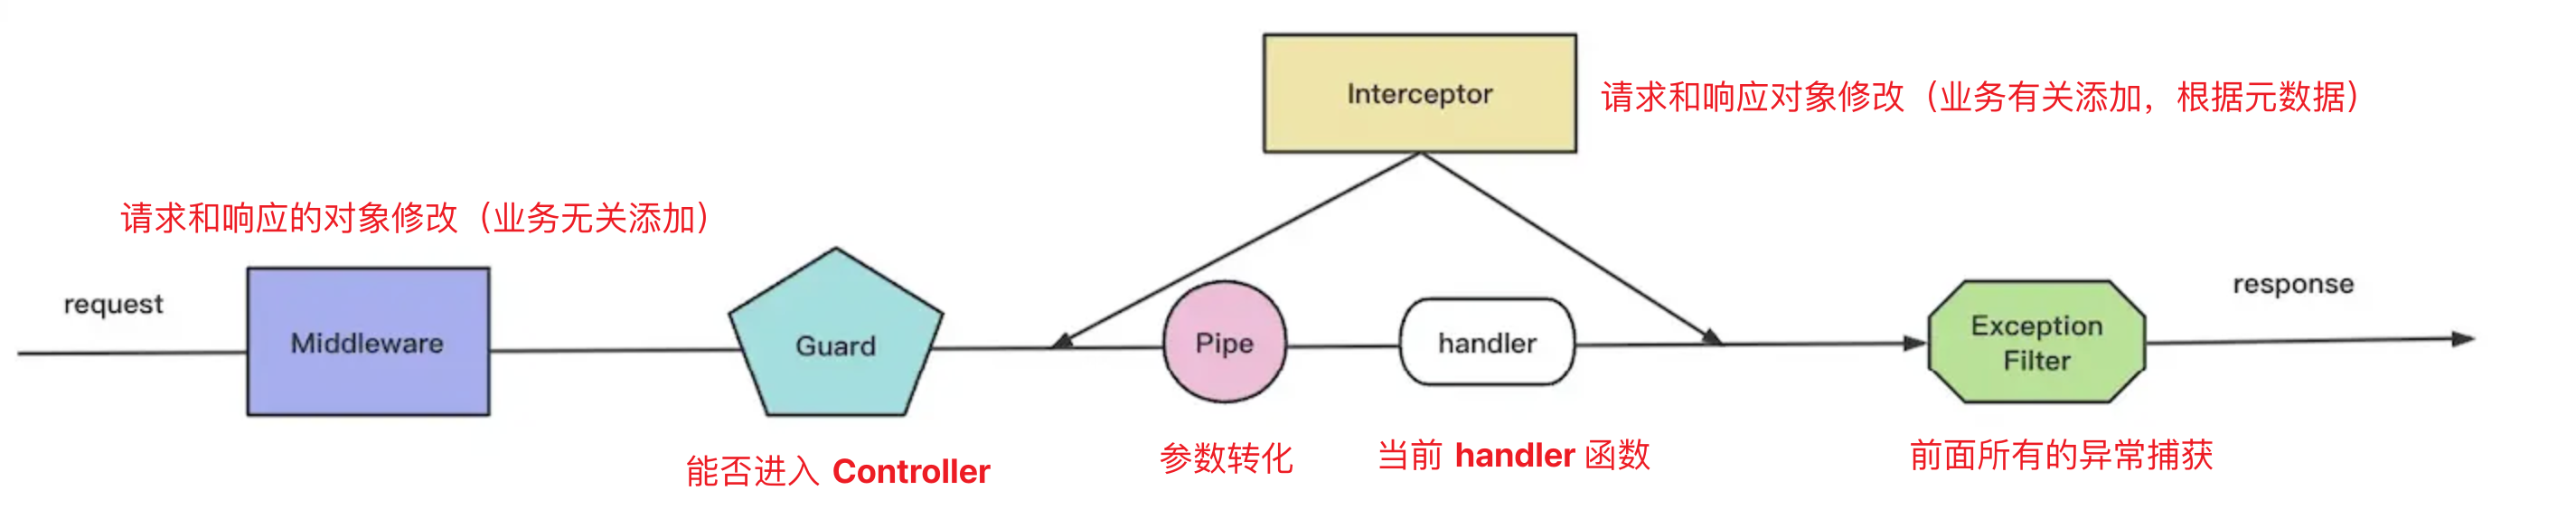 Interceptor
请求和响应对象修改（业务有关添加，根据元数据）
请求和响应的对象修改（业务无关添加）
request
Middleware
Guard
Pipe
handler
Exception
Filter
response
能否进入 Controller
参数转化
当前 handler 函数
前面所有的异常捕获